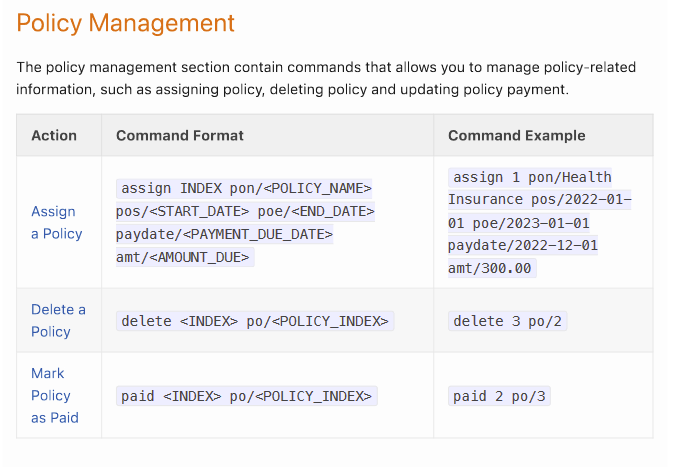 Policy Management
The policy management section contain commands that allows you to manage policy-related
information, such as assigning policy, deleting policy and updating policy payment.
Action
Command Format
Command Example
Assign
a Policy
assign INDEX pon/<POLICY_NAME>
pos/<START_DATE> poe/<END_DATE>
paydate/<PAYMENT_DUE_DATE>
amt/<AMOUNT_DUE>
assign 1 pon/Health
Insurance pos/2022-01-
01 poe/2023-01-01
paydate/2022-12-01
amt/300.00
Delete a
Policy
delete <INDEX> po/<POLICY_INDEX>
delete 3 po/2
Mark
Policy
as Paid
paid <INDEX> po/<POLICY_INDEX>
paid 2 po/3